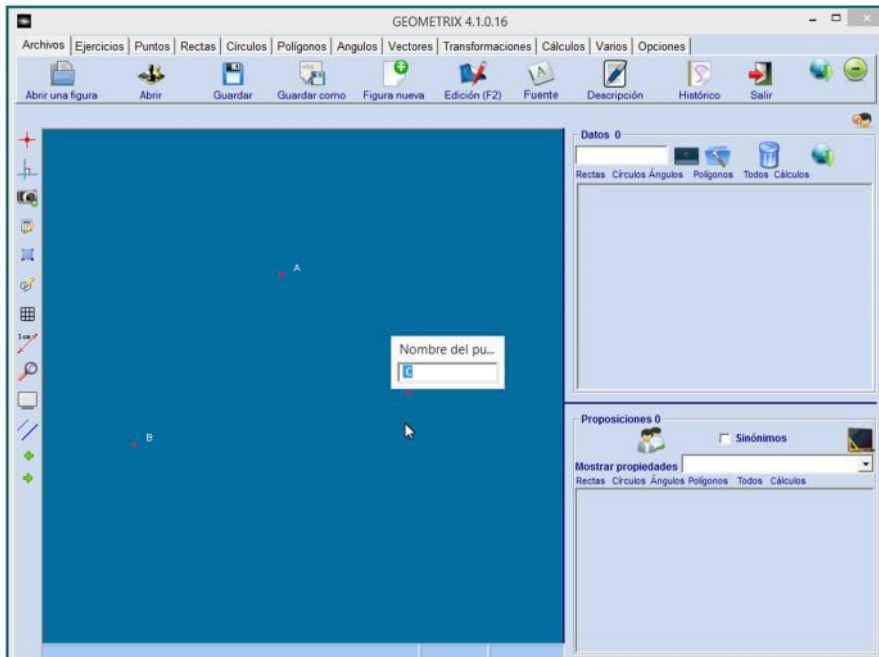 GEOMETRIX 4.1.0.16
Archivos Ejercicios Puntos Rectas Círculos Polígonos Angulos Vectores Transformaciones Cálculos Varios Opciones
Abrir una figura Abrir Guardar Guardar como Figura nueva Edición (F2) Fuente Descripción Histórico Salir
Datos 0
Rectas Círculos Ángulos Polígonos Todos Cálculos
A
Nombre del pu...
C
B
Proposiciones 0
Sinónimos
Mostrar propiedades
Rectas Círculos Ángulos Polígonos Todos Cálculos